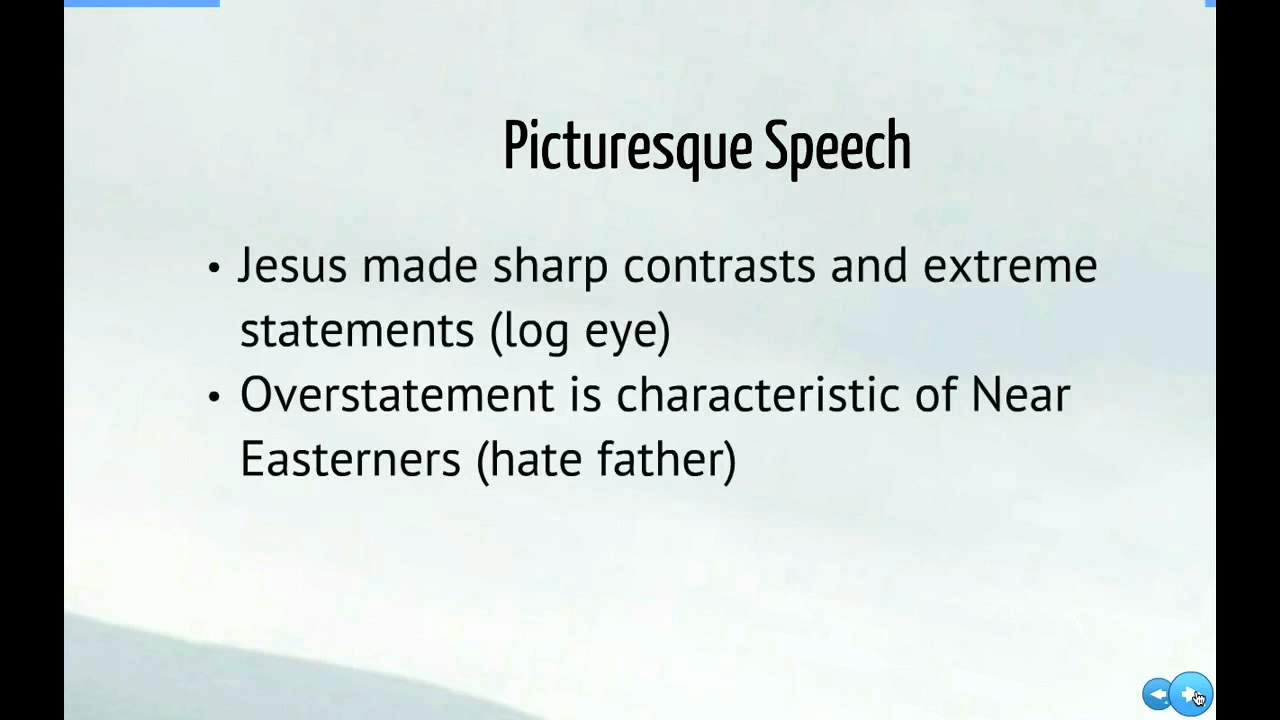 Picturesque Speech
• Jesus made sharp contrasts and extreme
statements (log eye)
• Overstatement is characteristic of Near
Easterners (hate father)